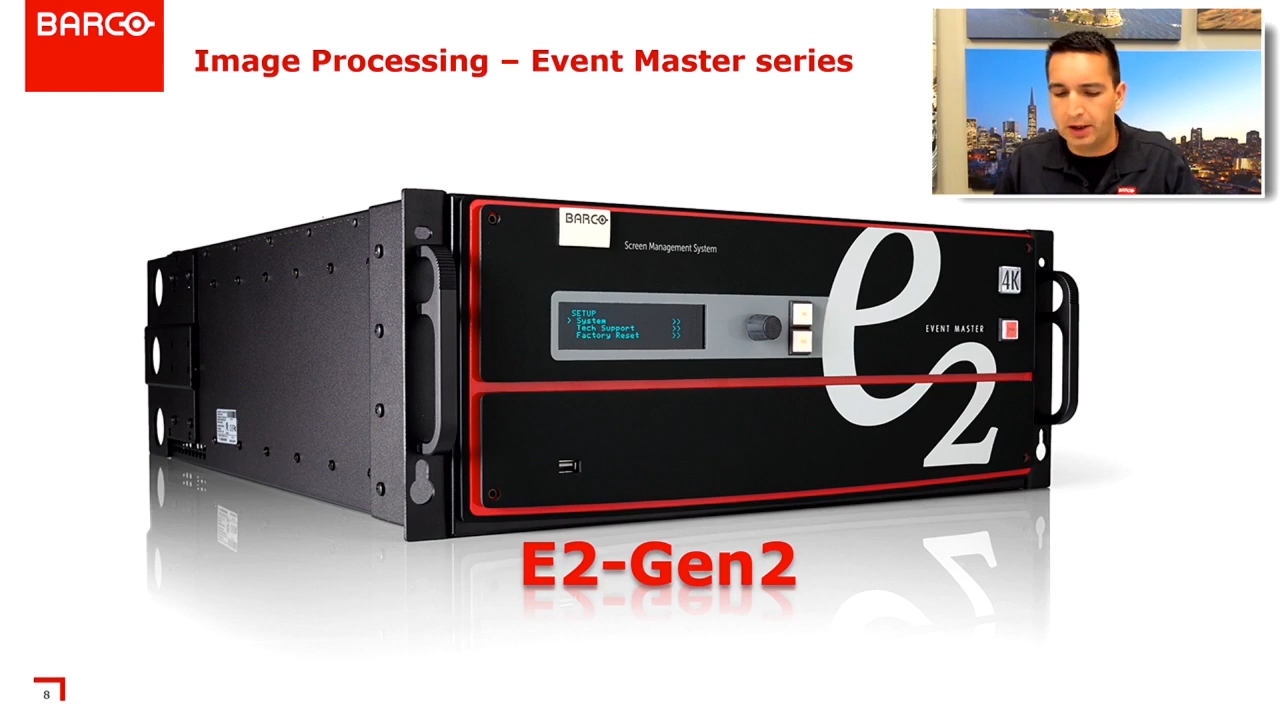 BARCO
Image Processing – Event Master series
BARCO
BARCO
Screen Management System
4K
SETUP
> System >>
Tech Support >>
Factory Reset >>
EVENT MASTER
e2
E2-Gen2
8